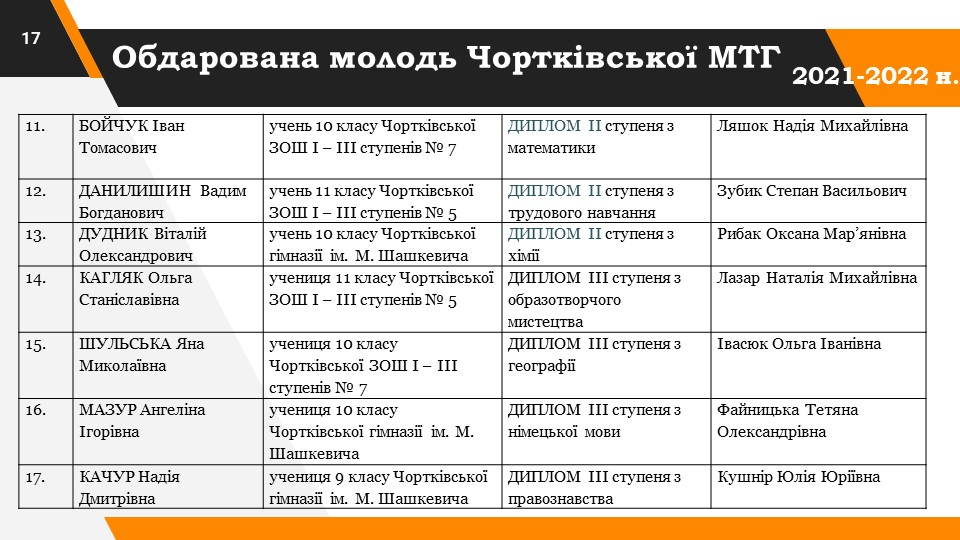 17
Обдарована молодь Чортківської МТГ
2021-2022 н.
11.
БОЙЧУК Іван
Томасович
учень 10 класу Чортківської
ЗОШ І – ІІІ ступенів № 7
ДИПЛОМ ІІ ступеня з
математики
Ляшок Надія Михайлівна
12.
ДАНИЛИШИН Вадим
Богданович
учень 11 класу Чортківської
ЗОШ І – ІІІ ступенів № 5
ДИПЛОМ ІІ ступеня з
трудового навчання
Зубик Степан Васильович
13.
ДУДНИК Віталій
Олександрович
учень 10 класу Чортківської
гімназії ім. М. Шашкевича
ДИПЛОМ ІІ ступеня з
хімії
Рибак Оксана Мар’янівна
14.
КАГЛЯК Ольга
Станіславівна
учениця 11 класу Чортківської
ЗОШ І – ІІІ ступенів № 5
ДИПЛОМ ІІІ ступеня з
образотворчого
мистецтва
Лазар Наталія Михайлівна
15.
ШУЛЬСЬКА Яна
Миколаївна
учениця 10 класу
Чортківської ЗОШ І – ІІІ
ступенів № 7
ДИПЛОМ ІІІ ступеня з
географії
Івасюк Ольга Іванівна
16.
МАЗУР Ангеліна
Ігорівна
учениця 10 класу
Чортківської гімназії ім. М.
Шашкевича
ДИПЛОМ ІІІ ступеня з
німецької мови
Файницька Тетяна
Олександрівна
17.
КАЧУР Надія
Дмитрівна
учениця 9 класу Чортківської
гімназії ім. М. Шашкевича
ДИПЛОМ ІІІ ступеня з
правознавства
Кушнір Юлія Юріївна